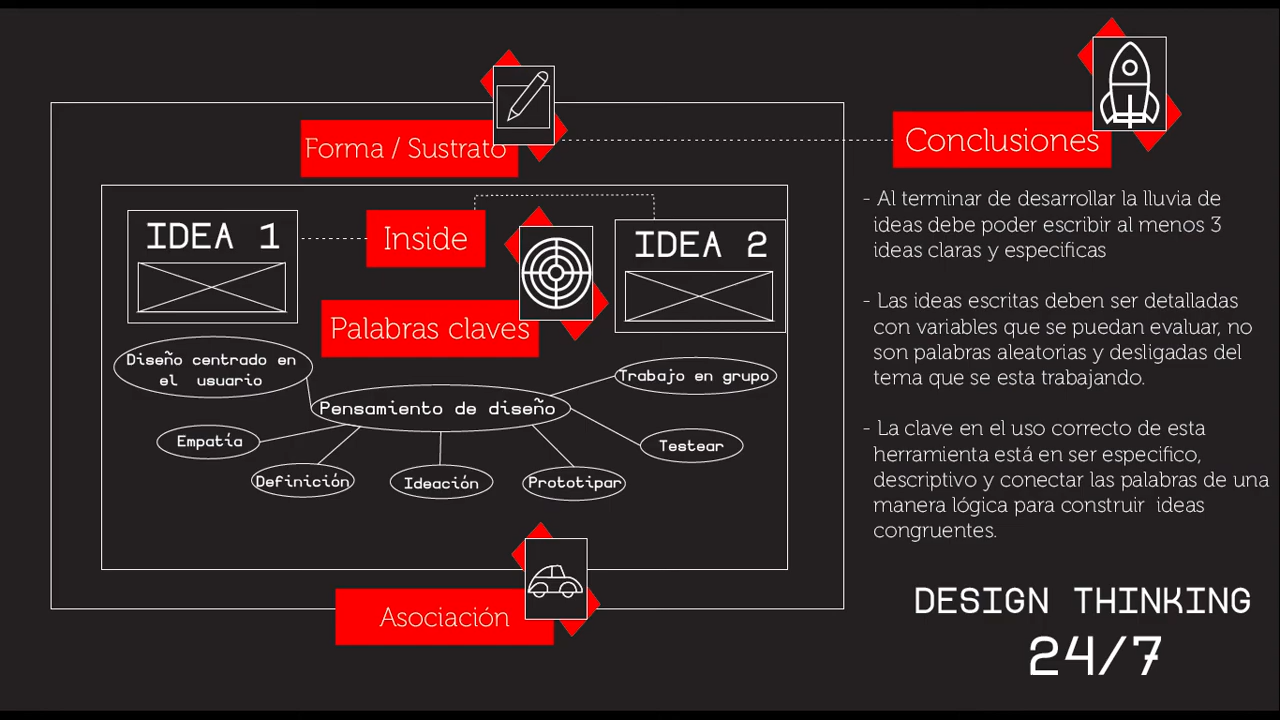 Forma / Sustrato
Conclusiones
IDEA 1
Inside
IDEA 2
Palabras claves
Diseño centrado en
el usuario
Trabajo en grupo
Pensamiento de diseño
Empatía
Testear
Definición
Ideación
Prototipar
Asociación
- Al terminar de desarrollar la lluvia de
ideas debe poder escribir al menos 3
ideas claras y especificas
- Las ideas escritas deben ser detalladas
con variables que se puedan evaluar, no
son palabras aleatorias y desligadas del
tema que se esta trabajando.
- La clave en el uso correcto de esta
herramienta está en ser especifico,
descriptivo y conectar las palabras de una
manera lógica para construir ideas
congruentes.
DESIGN THINKING
24/7